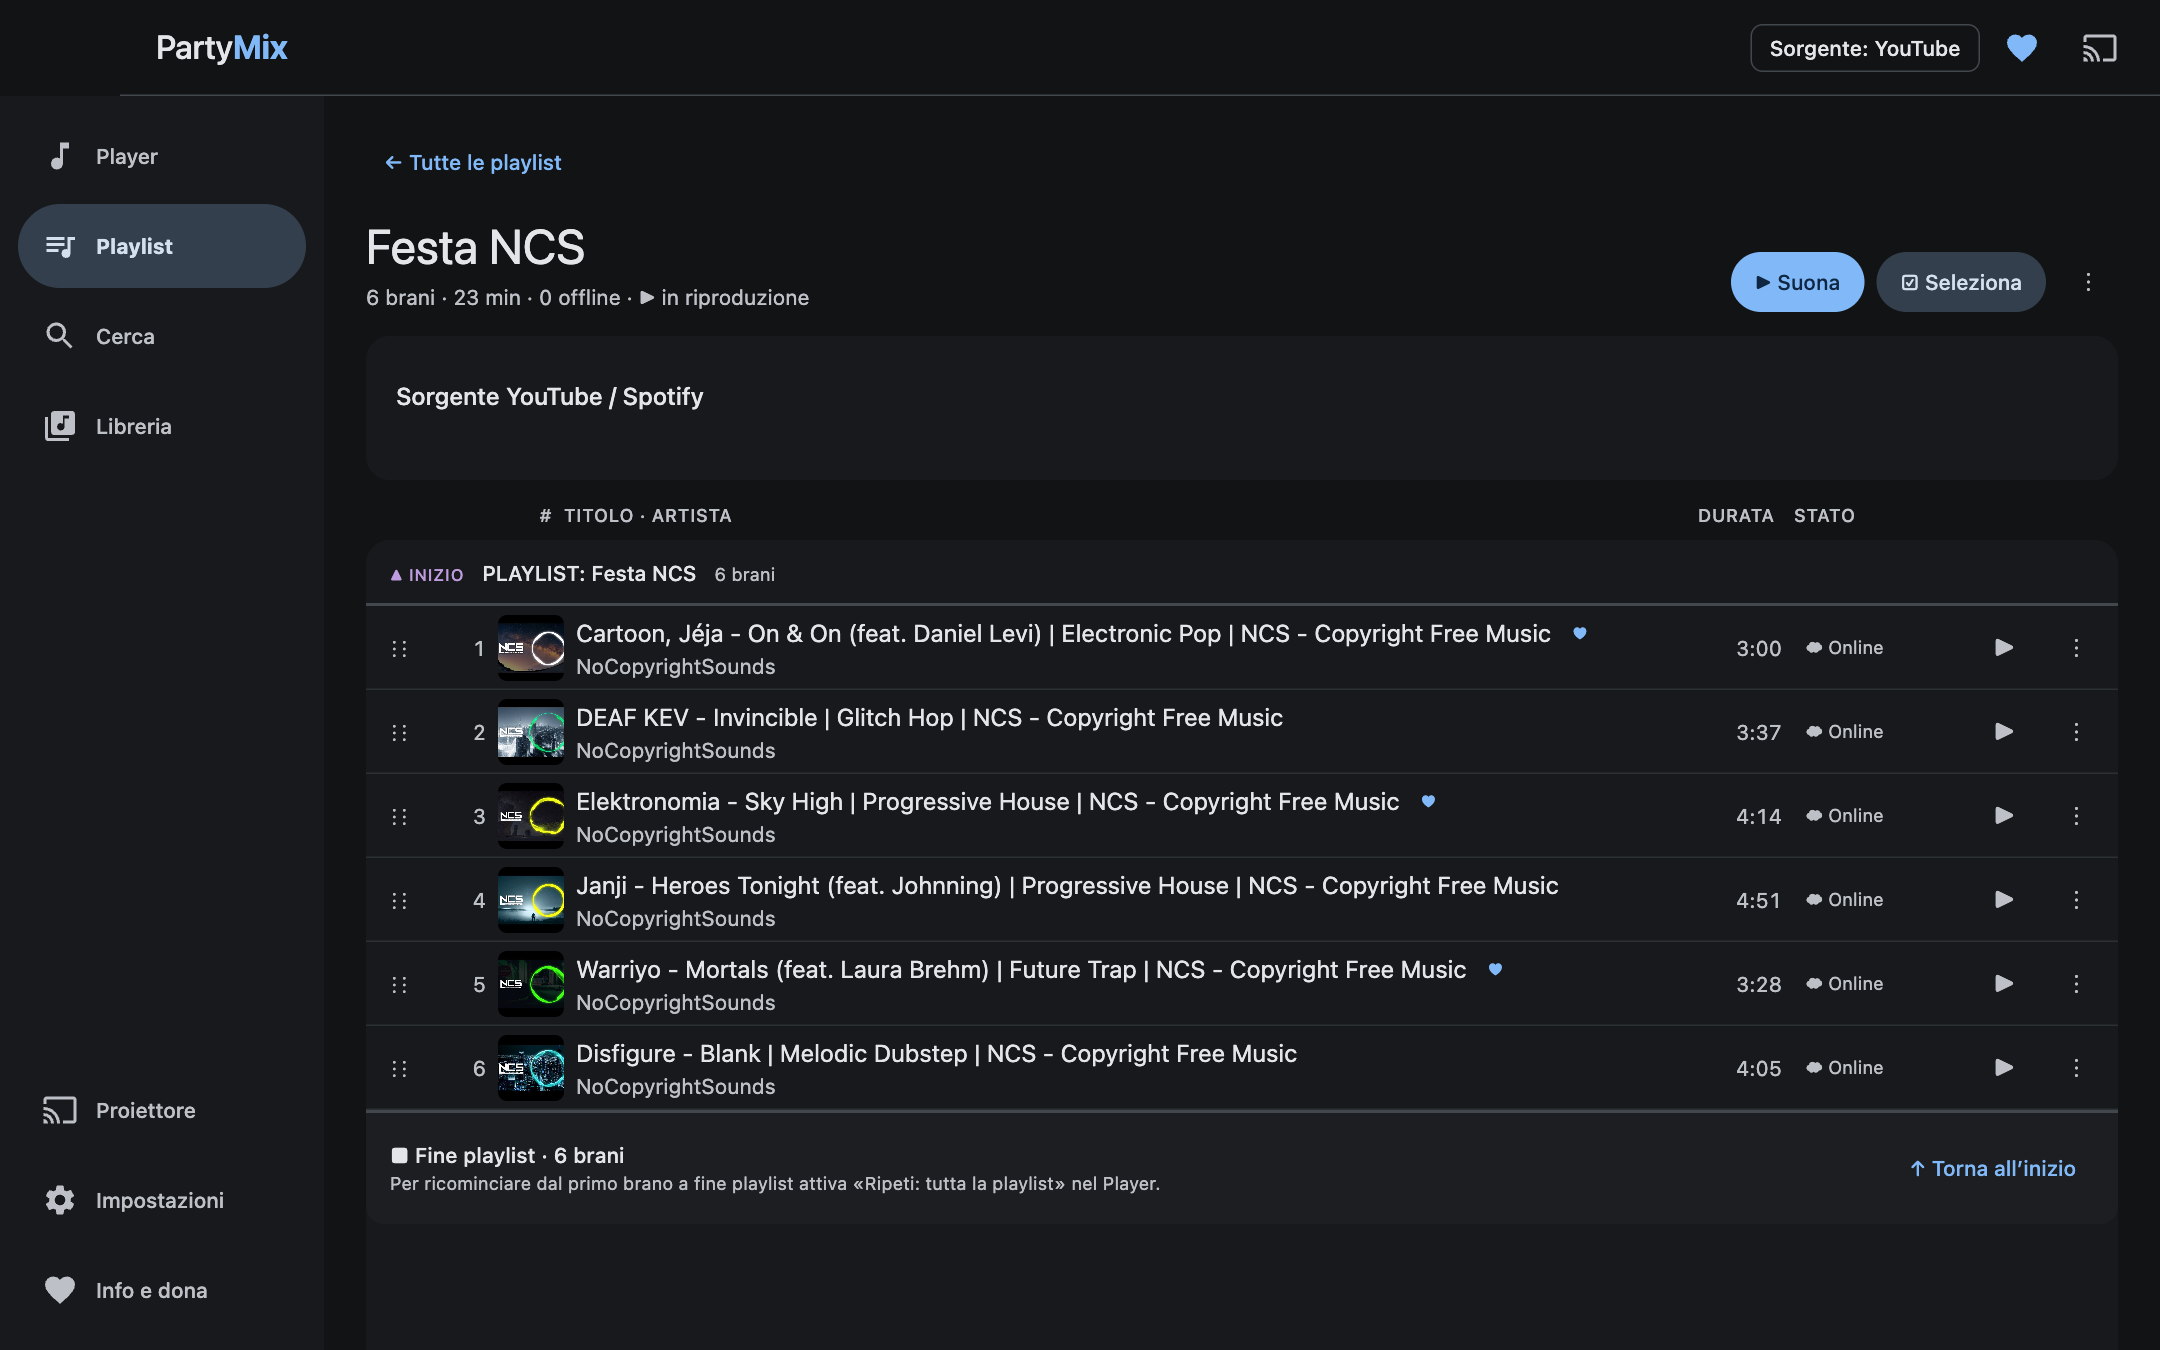 PartyMix
Sorgente: YouTube
Player
Playlist
Cerca
Libreria
Proiettore
Impostazioni
Info e dona
← Tutte le playlist
Festa NCS
6 brani · 23 min · 0 offline · ▶ in riproduzione
▶ Suona
Seleziona
Sorgente YouTube / Spotify
# TITOLO · ARTISTA DURATA STATO
▲ INIZIO PLAYLIST: Festa NCS 6 brani
1 NCS Cartoon, Jéja - On & On (feat. Daniel Levi) | Electronic Pop | NCS - Copyright Free Music 3:00 Online
NoCopyrightSounds
2 NCS DEAF KEV - Invincible | Glitch Hop | NCS - Copyright Free Music 3:37 Online
NoCopyrightSounds
3 NCS Elektronomia - Sky High | Progressive House | NCS - Copyright Free Music 4:14 Online
NoCopyrightSounds
4 NCS Janji - Heroes Tonight (feat. Johnning) | Progressive House | NCS - Copyright Free Music 4:51 Online
NoCopyrightSounds
5 NCS Warriyo - Mortals (feat. Laura Brehm) | Future Trap | NCS - Copyright Free Music 3:28 Online
NoCopyrightSounds
6 NCS Disfigure - Blank | Melodic Dubstep | NCS - Copyright Free Music 4:05 Online
NoCopyrightSounds
Fine playlist · 6 brani
Per ricominciare dal primo brano a fine playlist attiva «Ripeti: tutta la playlist» nel Player.
↑ Torna all’inizio